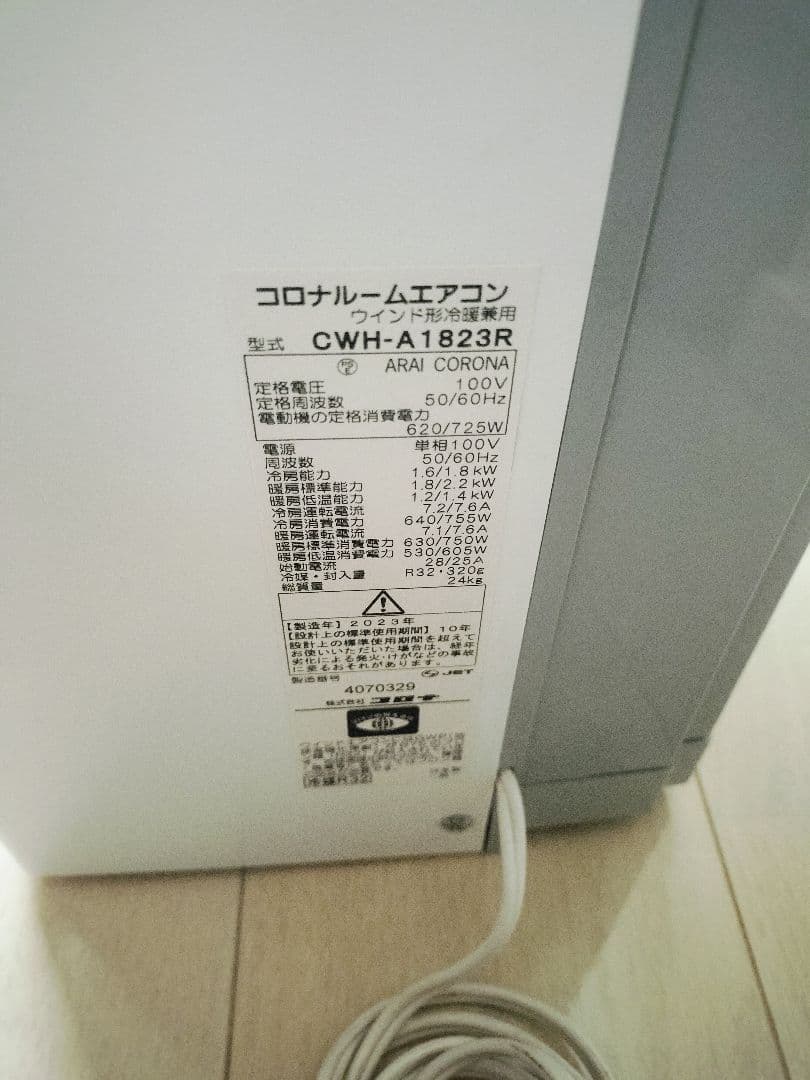 コロナルームエアコン
ウインド形冷暖兼用
型式 CWH-A1823R
ARAI CORONA
定格電圧 100V
定格周波数 50/60Hz
電動機の定格消費電力
620/725W
電源 単相100V
周波数 50/60Hz
冷房能力 1.6/1.8kW
暖房標準能力 1.8/2.2kW
暖房低温能力 1.2/1.4kW
冷房運転電流 7.2/7.6A
冷房消費電力 640/755W
暖房運転電流 7.1/7.6A
暖房標準消費電力 630/750W
暖房低温消費電力 530/605W
始動電流 28/25A
冷媒・封入量 R32・320g
総質量 24kg
【製造年】2023年
【設計上の標準使用期間】10年
設計上の標準使用期間を超えて
お使いいただいた場合は、経年
劣化による発火・けがなどの事故
に至るおそれがあります。
JET
製造番号
4070329
株式会社 コロナ
(冷媒R32)